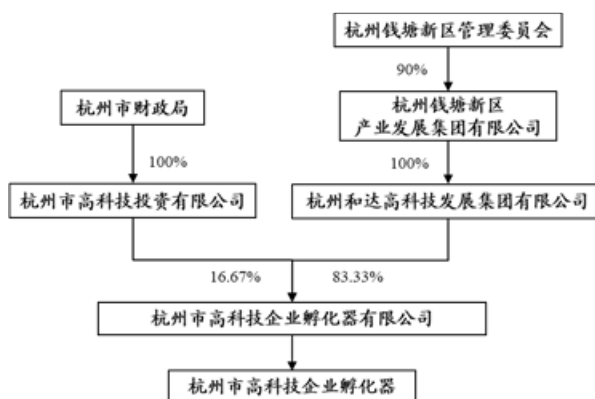 杭州钱塘新区管理委员会
90%
杭州市财政局
杭州钱塘新区
产业发展集团有限公司
100%
100%
杭州市高科技投资有限公司
杭州和达高科技发展集团有限公司
16.67%
83.33%
杭州市高科技企业孵化器有限公司
杭州市高科技企业孵化器